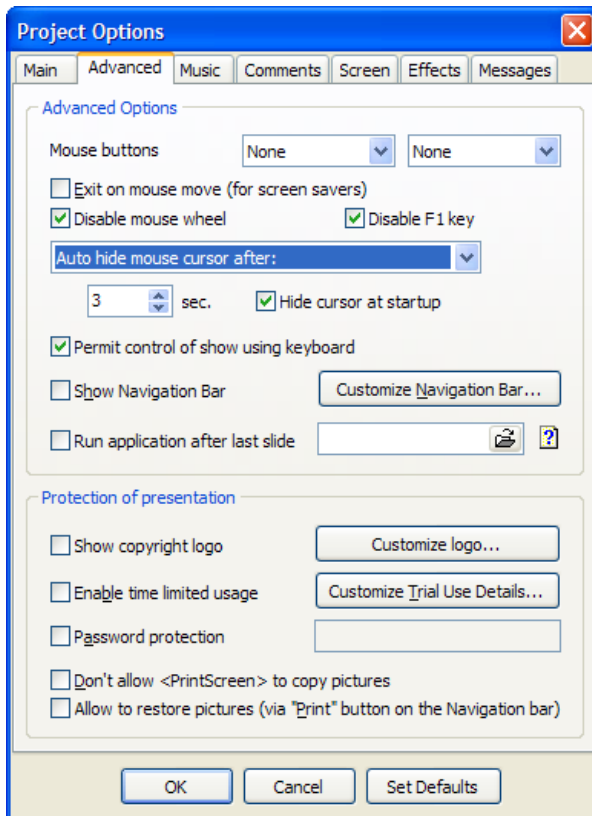 Project Options
Main Advanced Music Comments Screen Effects Messages
Advanced Options
Mouse buttons None None
Exit on mouse move (for screen savers)
Disable mouse wheel Disable F1 key
Auto hide mouse cursor after:
3 sec. Hide cursor at startup
Permit control of show using keyboard
Show Navigation Bar Customize Navigation Bar...
Run application after last slide ?
Protection of presentation
Show copyright logo Customize logo...
Enable time limited usage Customize Trial Use Details...
Password protection
Don't allow <PrintScreen> to copy pictures
Allow to restore pictures (via "Print" button on the Navigation bar)
OK Cancel Set Defaults